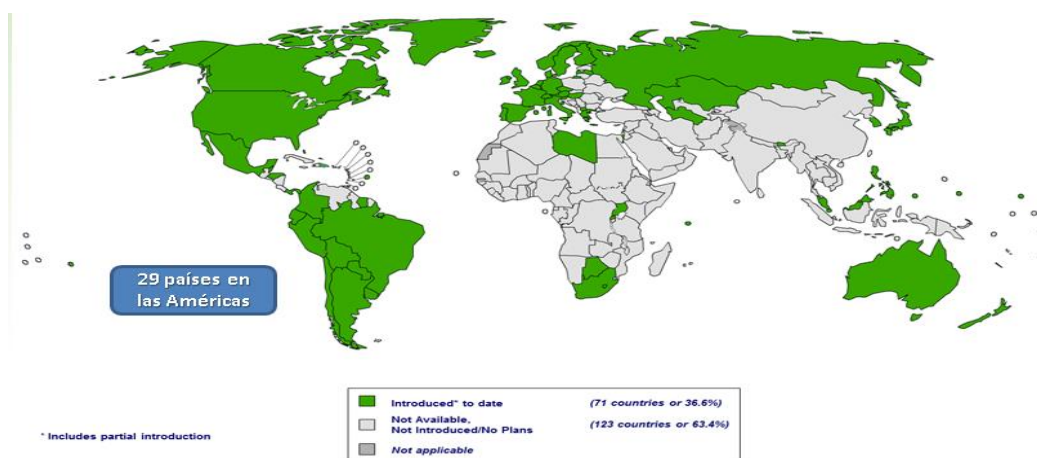 29 países en
las Américas
Introduced* to date (71 countries or 36.6%)
Not Available,
Not Introduced/No Plans (123 countries or 63.4%)
Not applicable
* Includes partial introduction